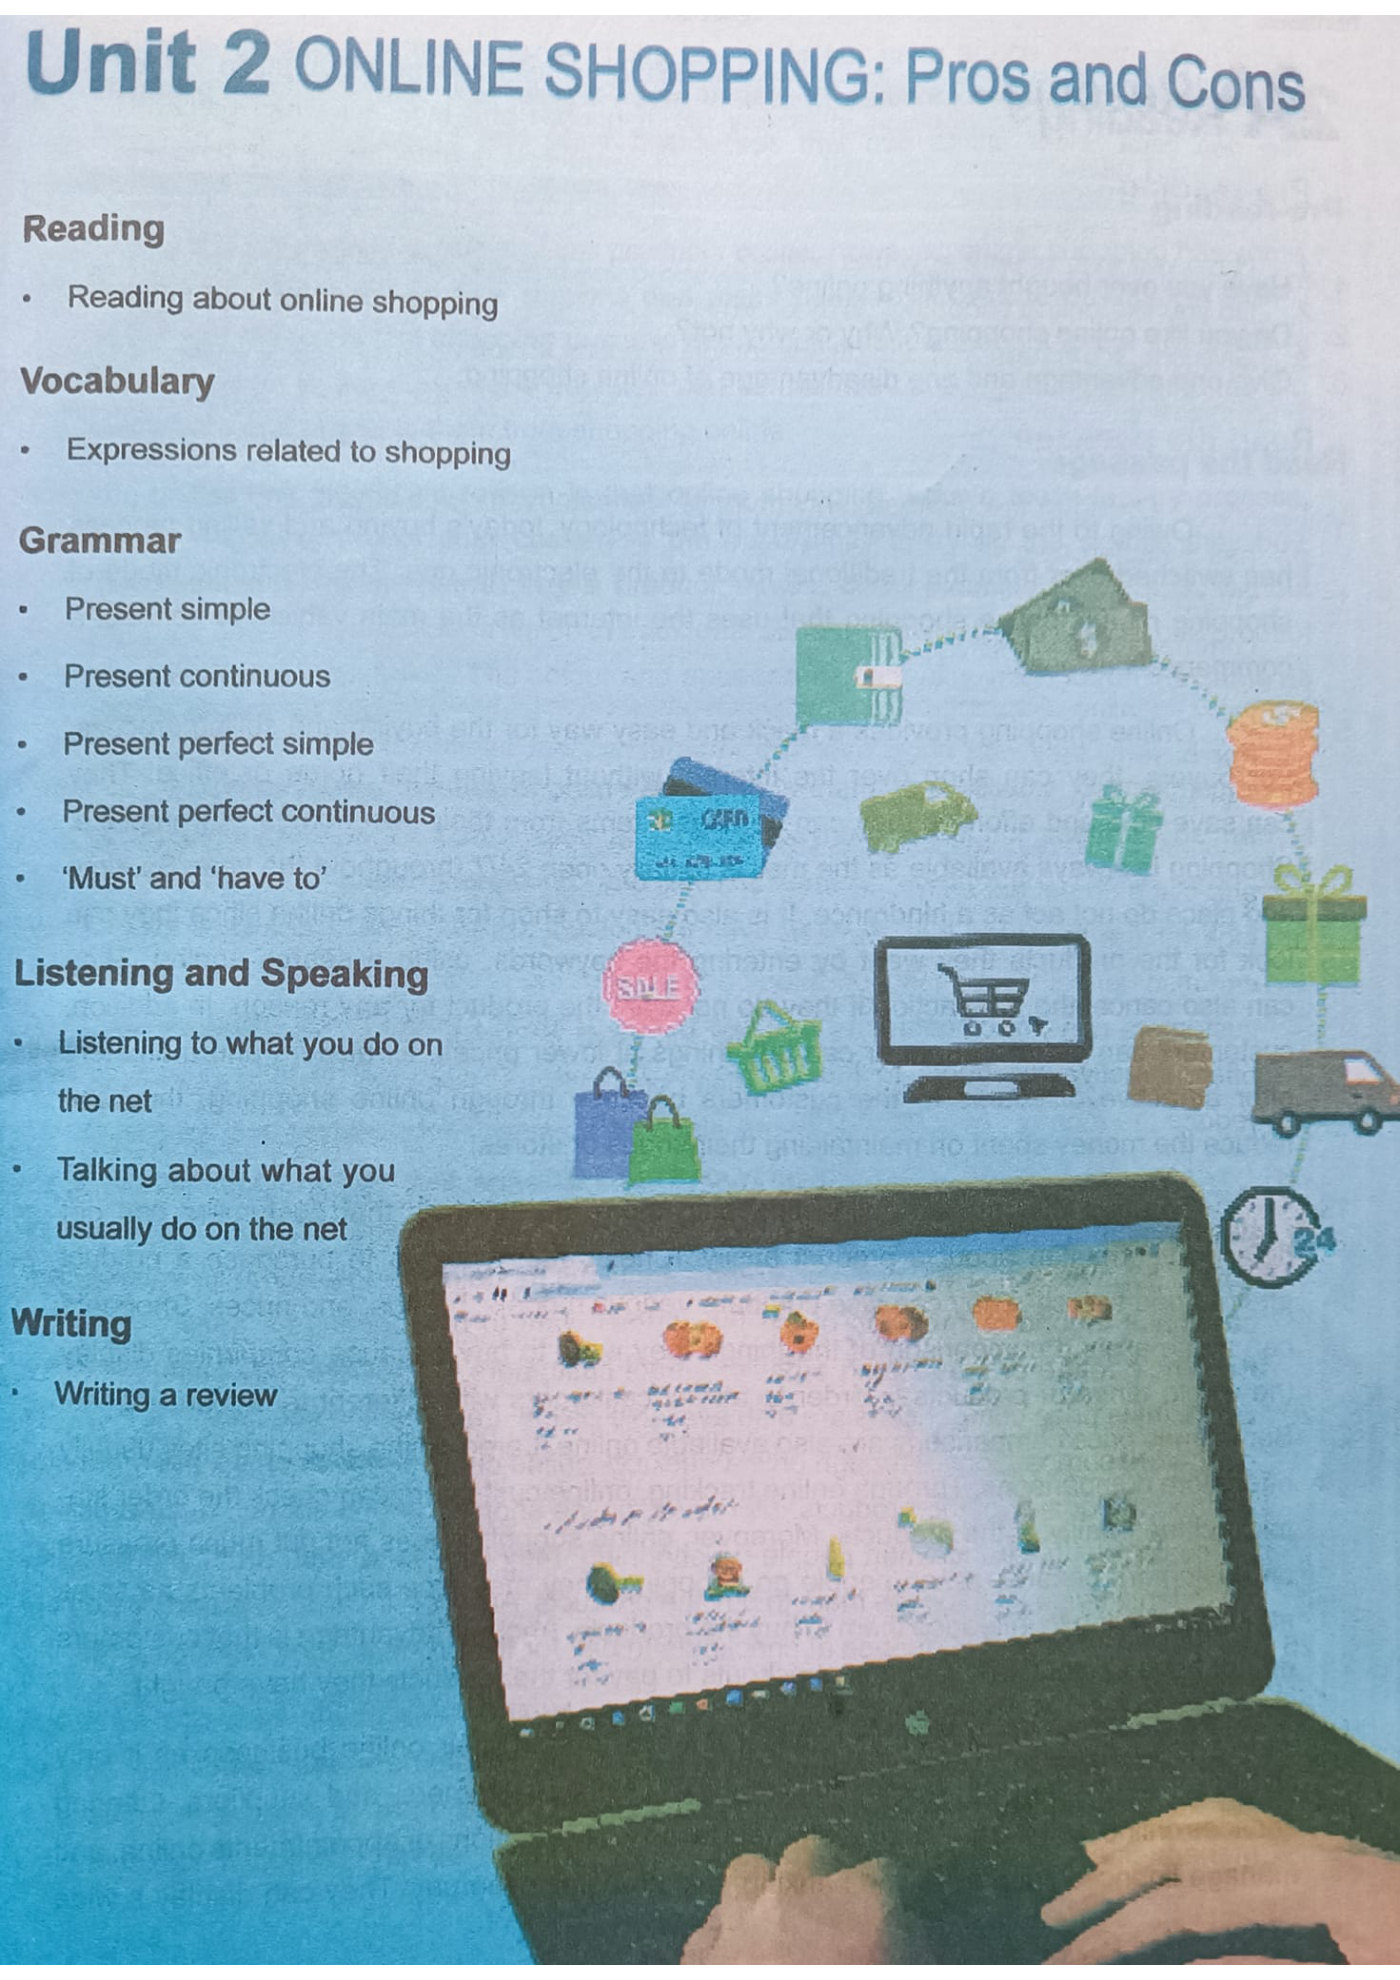 Unit 2 ONLINE SHOPPING: Pros and Cons
Reading
• Reading about online shopping
Vocabulary
• Expressions related to shopping
Grammar
• Present simple
• Present continuous
• Present perfect simple
• Present perfect continuous
• 'Must' and 'have to'
Listening and Speaking
• Listening to what you do on
the net
• Talking about what you
usually do on the net
Writing
• Writing a review
CARD
SALE
24